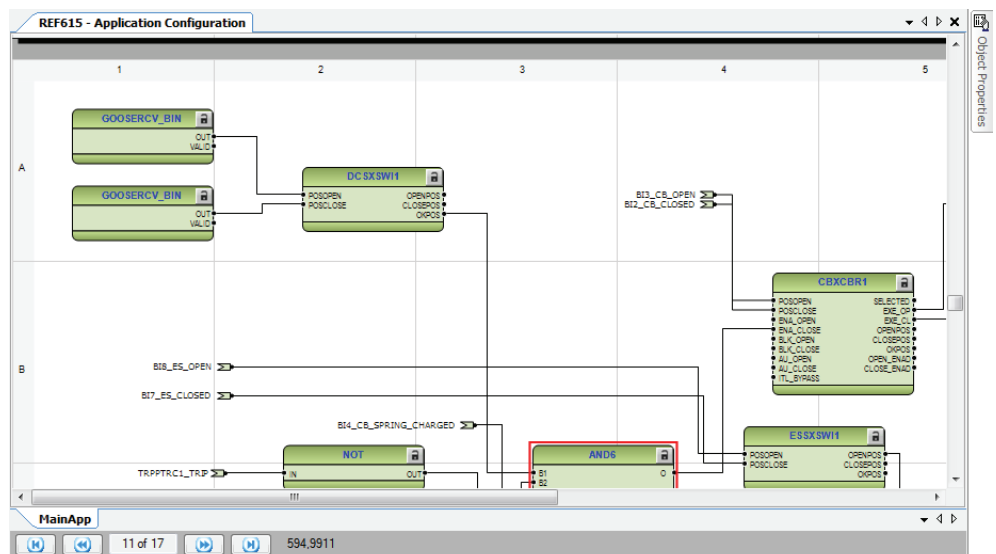 REF615 - Application Configuration
Object Properties
1 2 3 4 5
A
GOOSERCV_BIN
OUT
VALID
GOOSERCV_BIN
OUT
VALID
DCSXSWI1
POSOPEN OPENPOS
POSCLOSE CLOSEPOS
OKPOS
BI3_CB_OPEN
BI2_CB_CLOSED
B
CBXCBR1
POSOPEN SELECTED
POSCLOSE EXE_OP
ENA_OPEN EXE_CL
ENA_CLOSE OPENPOS
BLK_OPEN CLOSEPOS
BLK_CLOSE OKPOS
AU_OPEN OPEN_ENAD
AU_CLOSE CLOSE_ENAD
ITL_BYPASS
BI8_ES_OPEN
BI7_ES_CLOSED
BI4_CB_SPRING_CHARGED
ESSXSWI1
POSOPEN OPENPOS
POSCLOSE CLOSEPOS
OKPOS
NOT
IN OUT
TRPPTRC1_TRIP
AND6
B1 O
B2
MainApp
11 of 17
594,9911